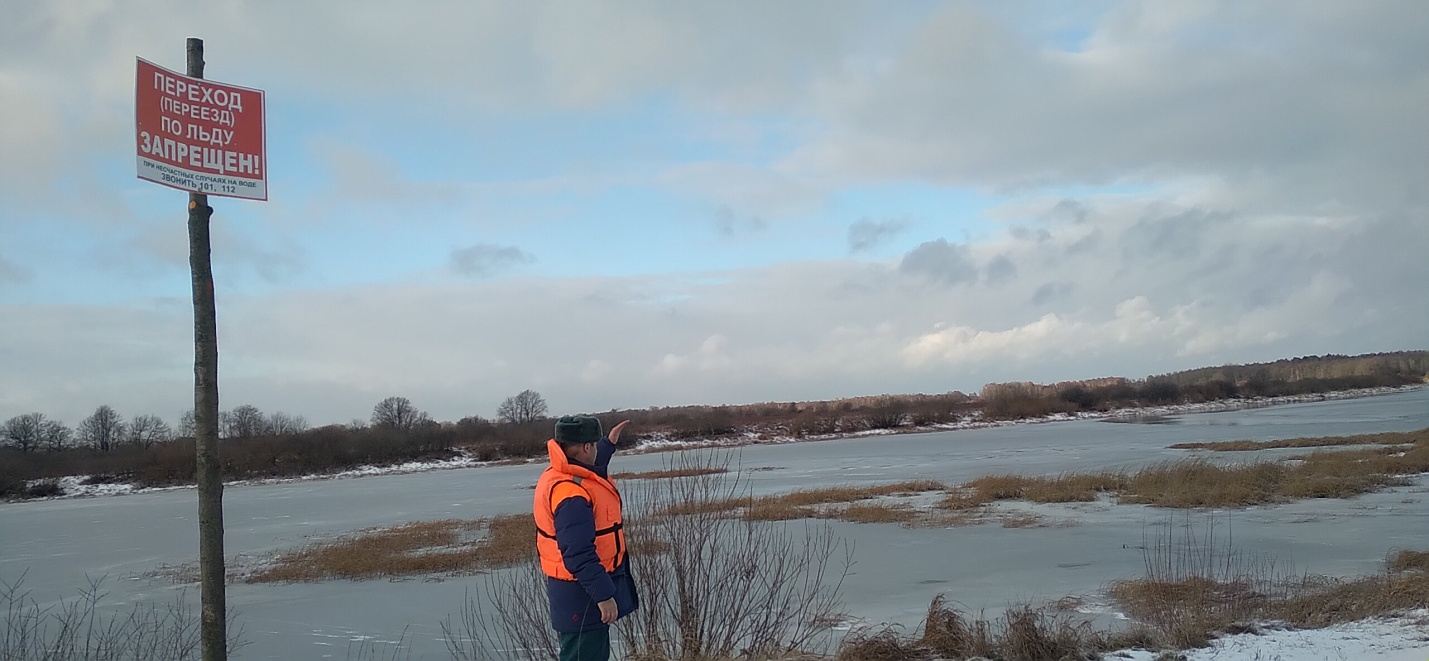 ПЕРЕХОД
(ПЕРЕЕЗД)
ПО ЛЬДУ
ЗАПРЕЩЕН!
ПРИ НЕСЧАСТНЫХ СЛУЧАЯХ НА ВОДЕ
ЗВОНИТЬ 101, 112